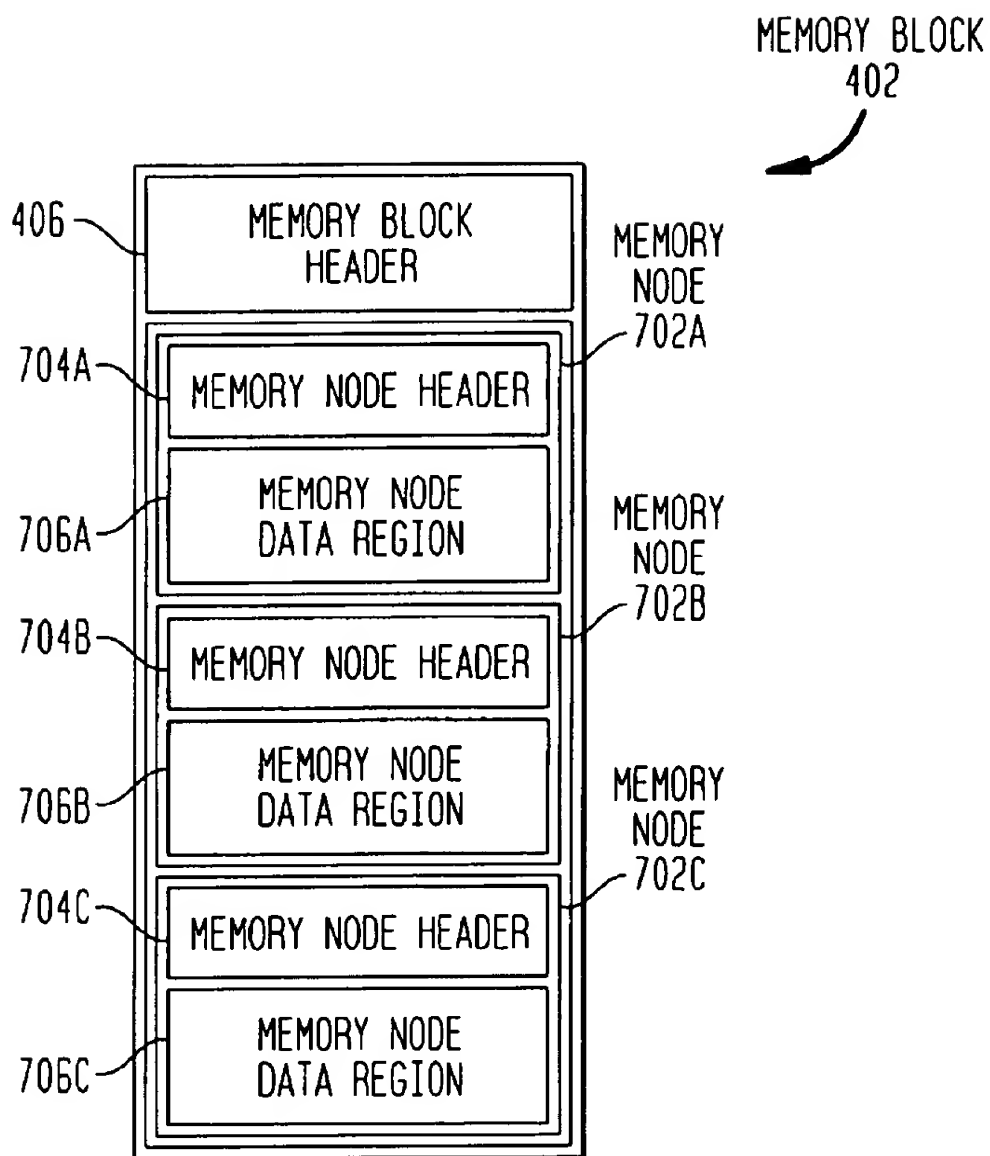 MEMORY BLOCK
402
406
MEMORY BLOCK
HEADER
MEMORY
NODE
702A
704A
MEMORY NODE HEADER
706A
MEMORY NODE
DATA REGION
MEMORY
NODE
702B
704B
MEMORY NODE HEADER
706B
MEMORY NODE
DATA REGION
MEMORY
NODE
702C
704C
MEMORY NODE HEADER
706C
MEMORY NODE
DATA REGION